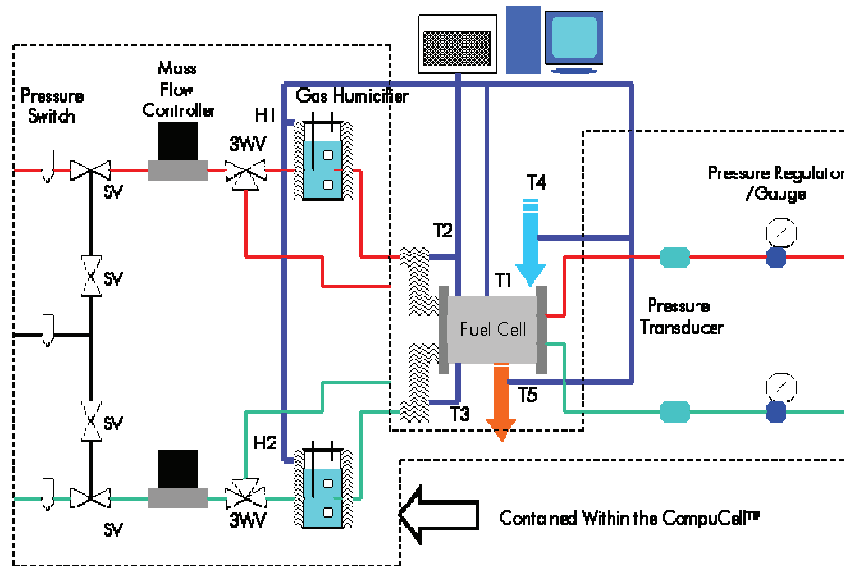 Pressure
Switch
Mass
Flow
Controller
Gas Humicifier
H1
3WV
SV
T4
Pressure Regulator
/Gauge
T2
SV
T1
Fuel Cell
Pressure
Transducer
T5
T3
SV
H2
SV
3WV
Contained Within the CompuCell™